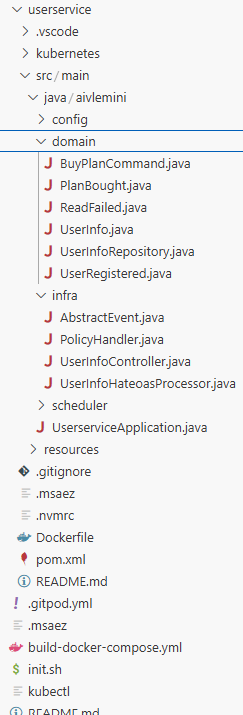 userservice
.vscode
kubernetes
src / main
java / aivlemini
config
domain
BuyPlanCommand.java
PlanBought.java
ReadFailed.java
UserInfo.java
UserInfoRepository.java
UserRegistered.java
infra
AbstractEvent.java
PolicyHandler.java
UserInfoController.java
UserInfoHateoasProcessor.java
scheduler
UserserviceApplication.java
resources
.gitignore
.msaez
.nvmrc
Dockerfile
pom.xml
README.md
.gitpod.yml
.msaez
build-docker-compose.yml
init.sh
kubectl
README.md